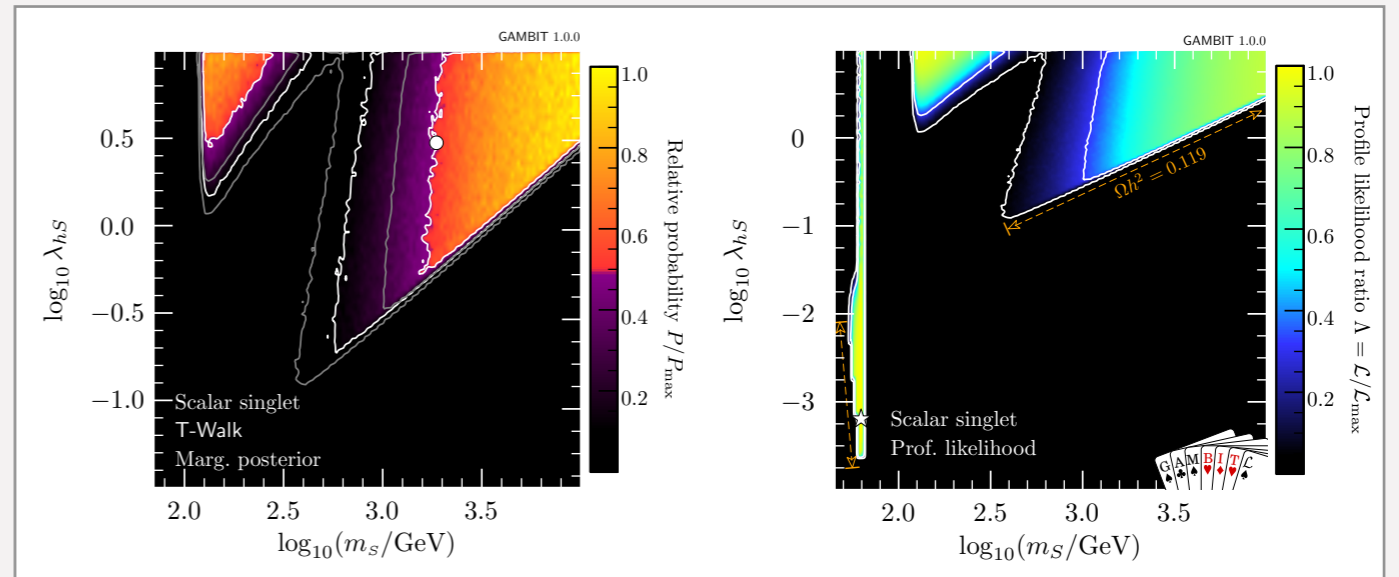 GAMBIT 1.0.0
1.0
0.8
0.6
0.4
0.2
Relative probability P/Pmax
0.5
0.0
−0.5
−1.0
log₁₀ λhS
Scalar singlet
T-Walk
Marg. posterior
2.0 2.5 3.0 3.5
log₁₀(mS/GeV)
GAMBIT 1.0.0
1.0
0.8
0.6
0.4
0.2
Profile likelihood ratio Λ = ℒ/ℒmax
0
−1
−2
−3
log₁₀ λhS
Ωh² = 0.119
Scalar singlet
Prof. likelihood
G A M B I T ℒ
2.0 2.5 3.0 3.5
log₁₀(mS/GeV)